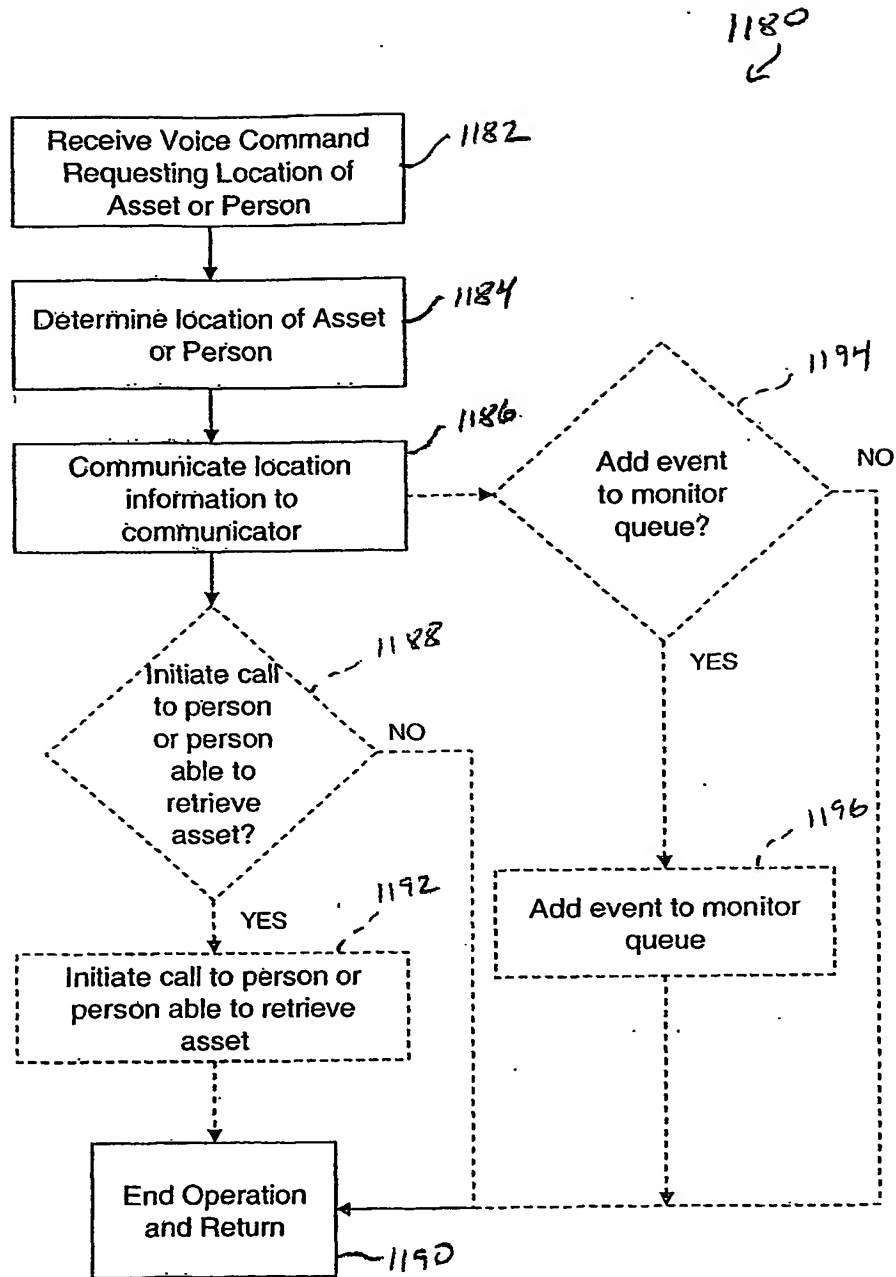 1180
Receive Voice Command
Requesting Location of
Asset or Person
1182
Determine location of Asset
or Person
1184
Communicate location
information to
communicator
1186
Add event
to monitor
queue?
1194
NO
YES
Initiate call
to person
or person
able to
retrieve
asset?
1188
NO
YES
Add event to monitor
queue
1196
Initiate call to person or
person able to retrieve
asset
1192
End Operation
and Return
1190